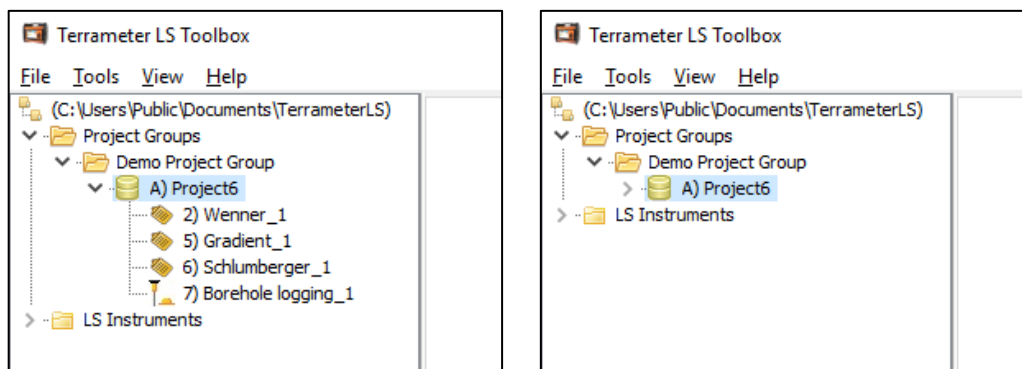 Terrameter LS Toolbox
File Tools View Help
(C:\Users\Public\Documents\TerrameterLS)
Project Groups
Demo Project Group
A) Project6
2) Wenner_1
5) Gradient_1
6) Schlumberger_1
7) Borehole logging_1
LS Instruments
Terrameter LS Toolbox
File Tools View Help
(C:\Users\Public\Documents\TerrameterLS)
Project Groups
Demo Project Group
A) Project6
LS Instruments